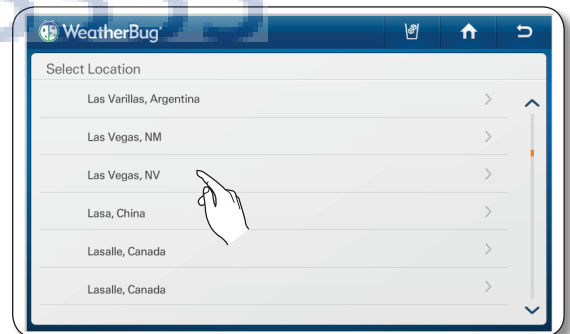 WeatherBug®
Select Location
Las Varillas, Argentina
Las Vegas, NM
Las Vegas, NV
Lasa, China
Lasalle, Canada
Lasalle, Canada